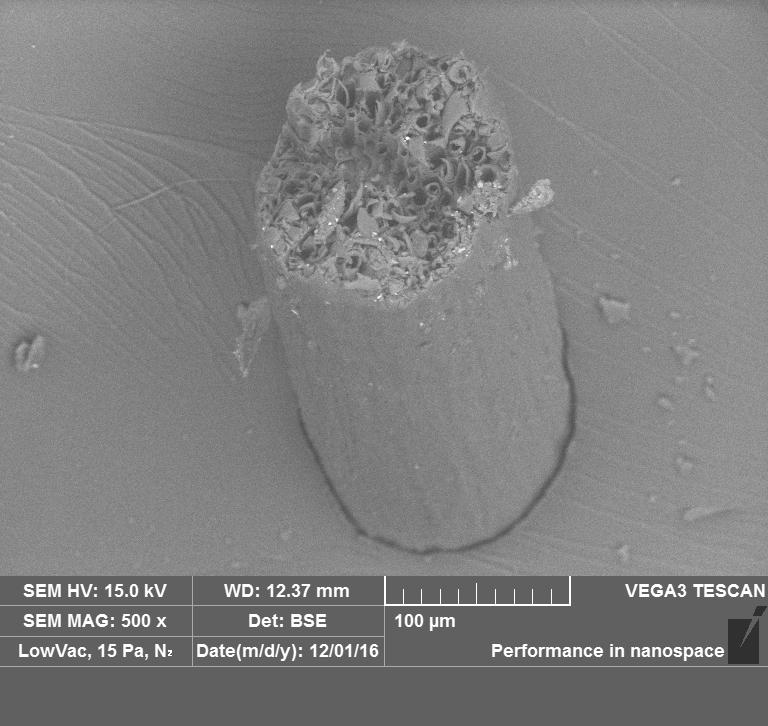 SEM HV: 15.0 kV WD: 12.37 mm VEGA3 TESCAN
SEM MAG: 500 x Det: BSE 100 µm
LowVac, 15 Pa, N₂ Date(m/d/y): 12/01/16 Performance in nanospace